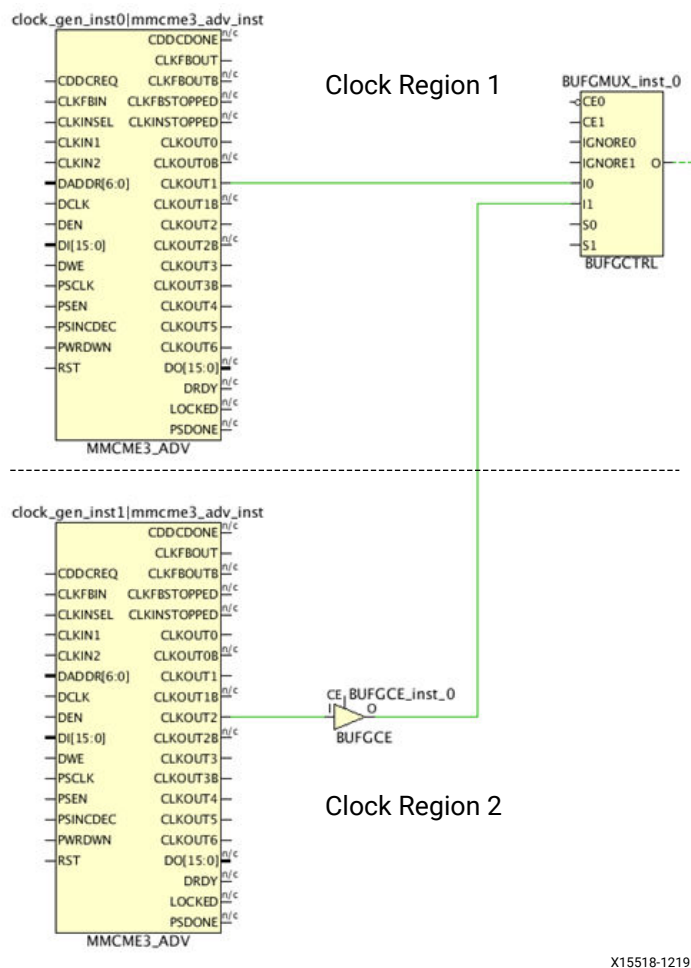 clock_gen_inst0|mmcme3_adv_inst
CDDCDONE n/c
CLKFBOUT
CDDCREQ CLKFBOUTB n/c
CLKFBIN CLKFBSTOPPED n/c
CLKINSEL CLKINSTOPPED n/c
CLKIN1 CLKOUT0
CLKIN2 CLKOUT0B n/c
DADDR[6:0] CLKOUT1
DCLK CLKOUT1B n/c
DEN CLKOUT2
DI[15:0] CLKOUT2B n/c
DWE CLKOUT3
PSCLK CLKOUT3B n/c
PSEN CLKOUT4
PSINCDEC CLKOUT5
PWRDWN CLKOUT6
RST DO[15:0] n/c
DRDY n/c
LOCKED n/c
PSDONE n/c
MMCME3_ADV
Clock Region 1
BUFGMUX_inst_0
CE0
CE1
IGNORE0
IGNORE1 O
I0
I1
S0
S1
BUFGCTRL
clock_gen_inst1|mmcme3_adv_inst
CDDCDONE n/c
CLKFBOUT
CDDCREQ CLKFBOUTB n/c
CLKFBIN CLKFBSTOPPED n/c
CLKINSEL CLKINSTOPPED n/c
CLKIN1 CLKOUT0
CLKIN2 CLKOUT0B n/c
DADDR[6:0] CLKOUT1
DCLK CLKOUT1B n/c
DEN CLKOUT2
DI[15:0] CLKOUT2B n/c
DWE CLKOUT3
PSCLK CLKOUT3B n/c
PSEN CLKOUT4
PSINCDEC CLKOUT5
PWRDWN CLKOUT6
RST DO[15:0] n/c
DRDY n/c
LOCKED n/c
PSDONE n/c
MMCME3_ADV
CE BUFGCE_inst_0
I O
BUFGCE
Clock Region 2
X15518-1219